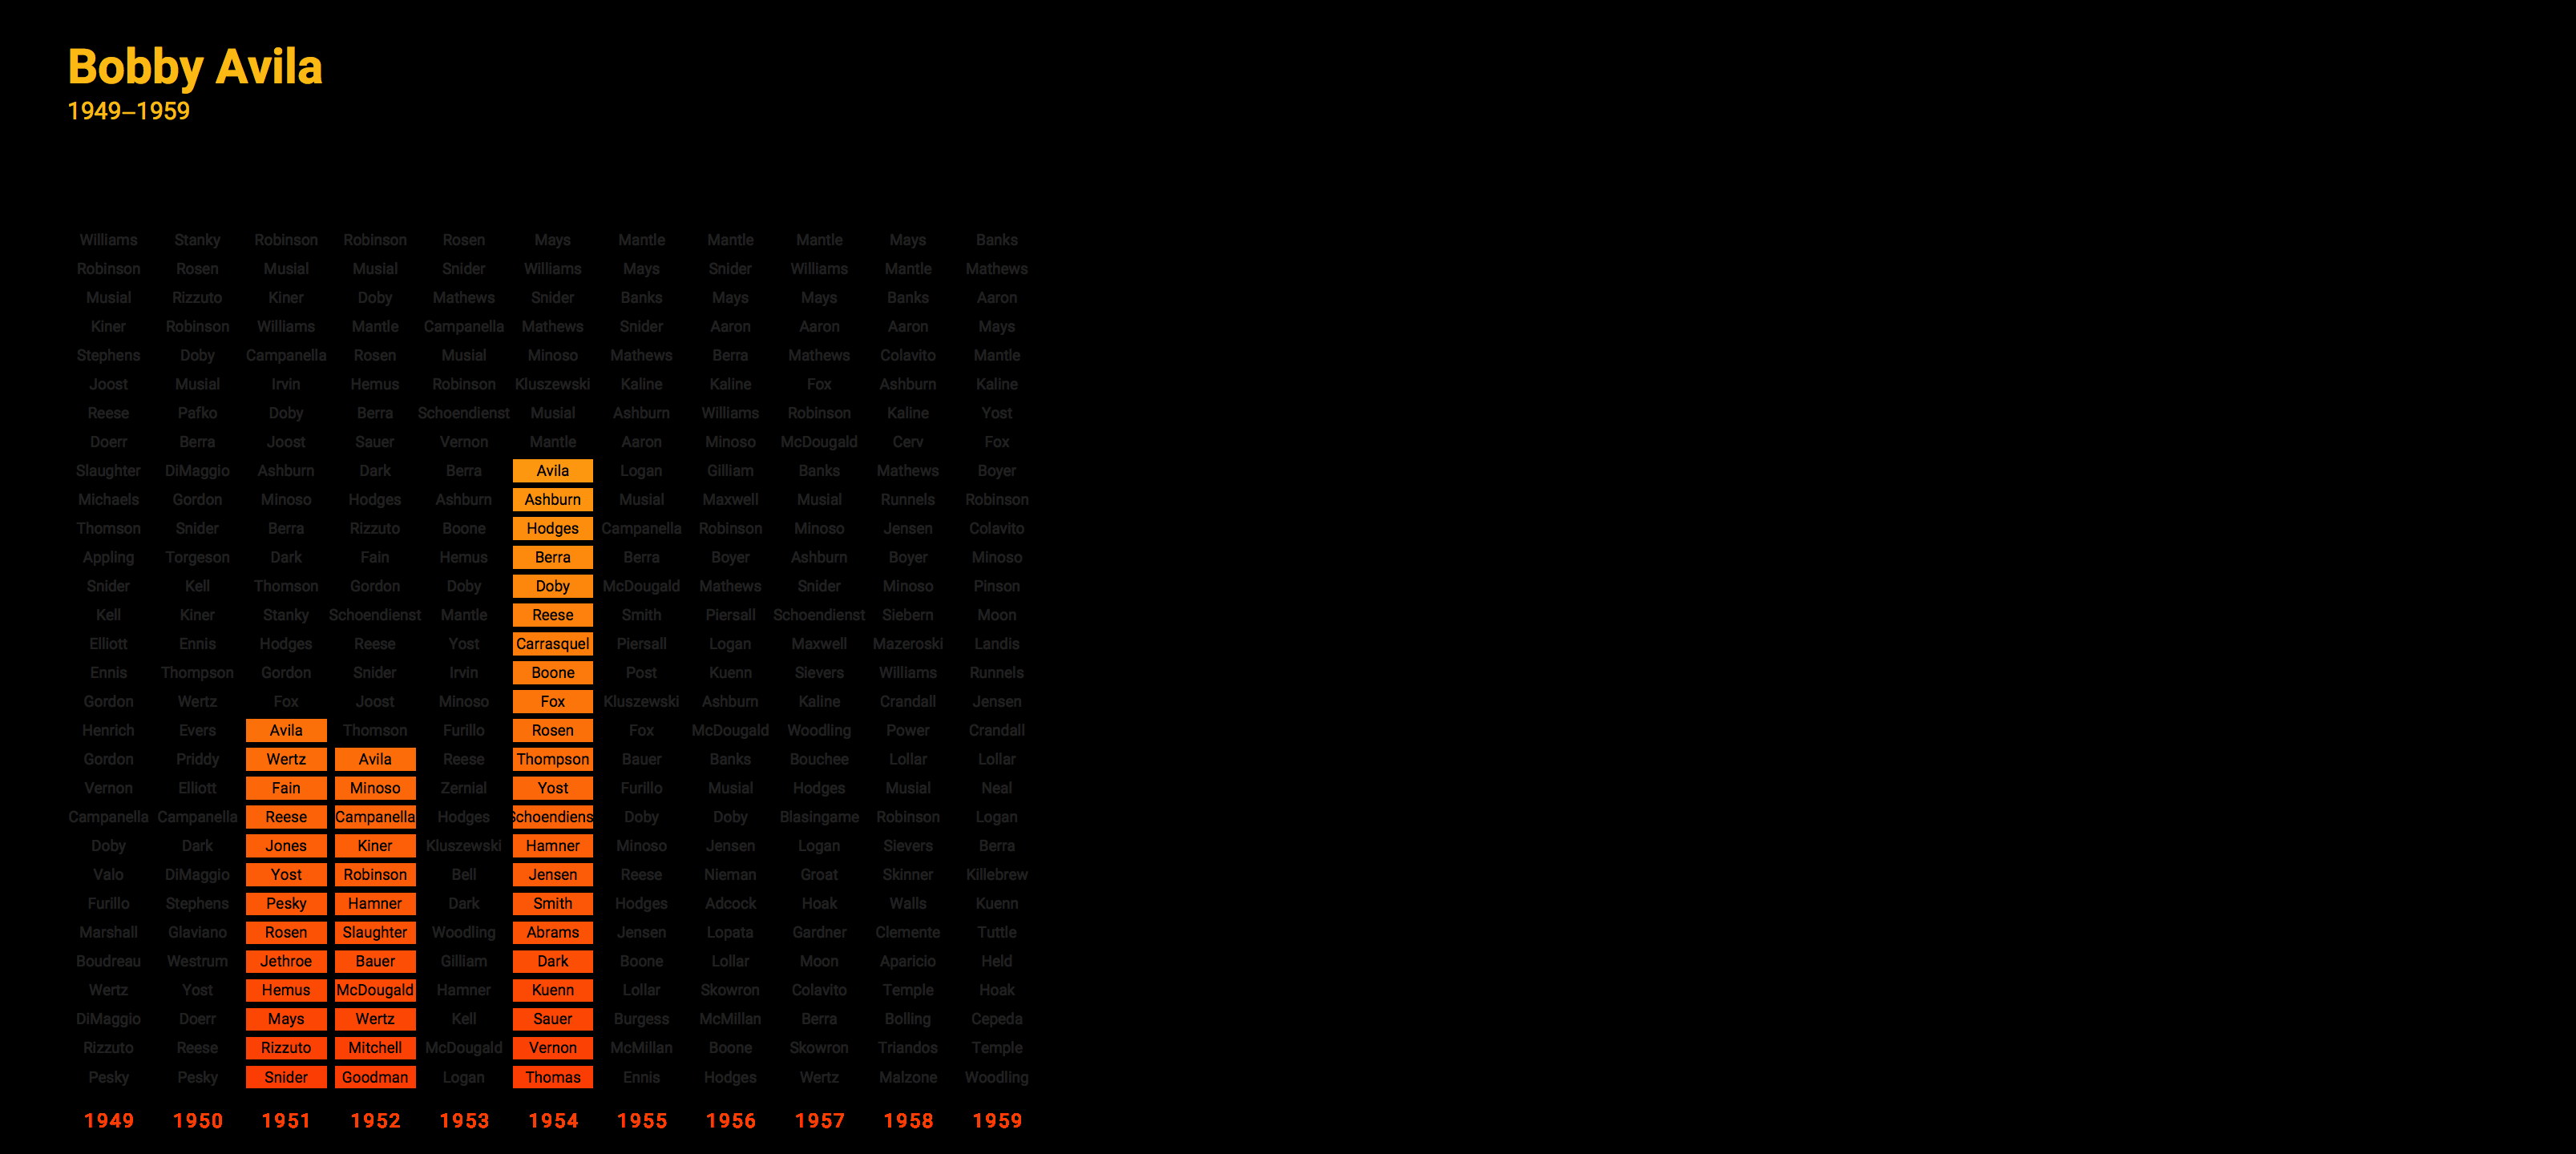 Bobby Avila
1949–1959
Williams Stanky Robinson Robinson Rosen Mays Mantle Mantle Mantle Mays Banks
Robinson Rosen Musial Musial Snider Williams Mays Snider Williams Mantle Mathews
Musial Rizzuto Kiner Doby Mathews Snider Banks Mays Mays Banks Aaron
Kiner Robinson Williams Mantle Campanella Mathews Snider Aaron Aaron Aaron Mays
Stephens Doby Campanella Rosen Musial Minoso Mathews Berra Mathews Colavito Mantle
Joost Musial Irvin Hemus Robinson Kluszewski Kaline Kaline Fox Ashburn Kaline
Reese Pafko Doby Berra Schoendienst Musial Ashburn Williams Robinson Kaline Yost
Doerr Berra Joost Sauer Vernon Mantle Aaron Minoso McDougald Cerv Fox
Slaughter DiMaggio Ashburn Dark Berra Avila Logan Gilliam Banks Mathews Boyer
Michaels Gordon Minoso Hodges Ashburn Ashburn Musial Maxwell Musial Runnels Robinson
Thomson Snider Berra Rizzuto Boone Hodges Campanella Robinson Minoso Jensen Colavito
Appling Torgeson Dark Fain Hemus Berra Berra Boyer Ashburn Boyer Minoso
Snider Kell Thomson Gordon Doby Doby McDougald Mathews Snider Minoso Pinson
Kell Kiner Stanky Schoendienst Mantle Reese Smith Piersall Schoendienst Siebern Moon
Elliott Ennis Hodges Reese Yost Carrasquel Piersall Logan Maxwell Mazeroski Landis
Ennis Thompson Gordon Snider Irvin Boone Post Kuenn Sievers Williams Runnels
Gordon Wertz Fox Joost Minoso Fox Kluszewski Ashburn Kaline Crandall Jensen
Henrich Evers Avila Thomson Furillo Rosen Fox McDougald Woodling Power Crandall
Gordon Priddy Wertz Avila Reese Thompson Bauer Banks Bouchee Lollar Lollar
Vernon Elliott Fain Minoso Zernial Yost Furillo Musial Hodges Musial Neal
Campanella Campanella Reese Campanella Hodges Schoendiens Doby Doby Blasingame Robinson Logan
Doby Dark Jones Kiner Kluszewski Hamner Minoso Jensen Logan Sievers Berra
Valo DiMaggio Yost Robinson Bell Jensen Reese Nieman Groat Skinner Killebrew
Furillo Stephens Pesky Hamner Dark Smith Hodges Adcock Hoak Walls Kuenn
Marshall Glaviano Rosen Slaughter Woodling Abrams Jensen Lopata Gardner Clemente Tuttle
Boudreau Westrum Jethroe Bauer Gilliam Dark Boone Lollar Moon Aparicio Held
Wertz Yost Hemus McDougald Hamner Kuenn Lollar Skowron Colavito Temple Hoak
DiMaggio Doerr Mays Wertz Kell Sauer Burgess McMillan Berra Bolling Cepeda
Rizzuto Reese Rizzuto Mitchell McDougald Vernon McMillan Boone Skowron Triandos Temple
Pesky Pesky Snider Goodman Logan Thomas Ennis Hodges Wertz Malzone Woodling
1949 1950 1951 1952 1953 1954 1955 1956 1957 1958 1959